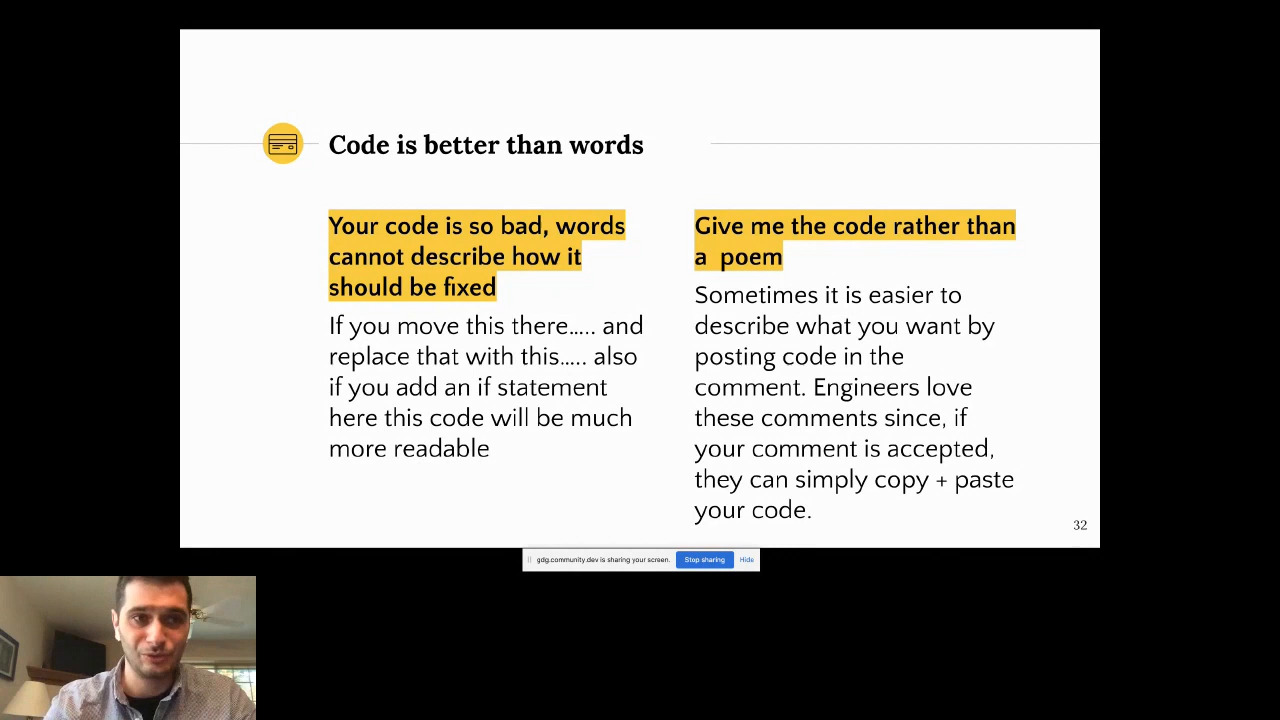 Code is better than words
Your code is so bad, words
cannot describe how it
should be fixed
If you move this there….. and
replace that with this….. also
if you add an if statement
here this code will be much
more readable
Give me the code rather than
a  poem
Sometimes it is easier to
describe what you want by
posting code in the
comment. Engineers love
these comments since, if
your comment is accepted,
they can simply copy + paste
your code.
32
gdg.community.dev is sharing your screen.
Stop sharing
Hide